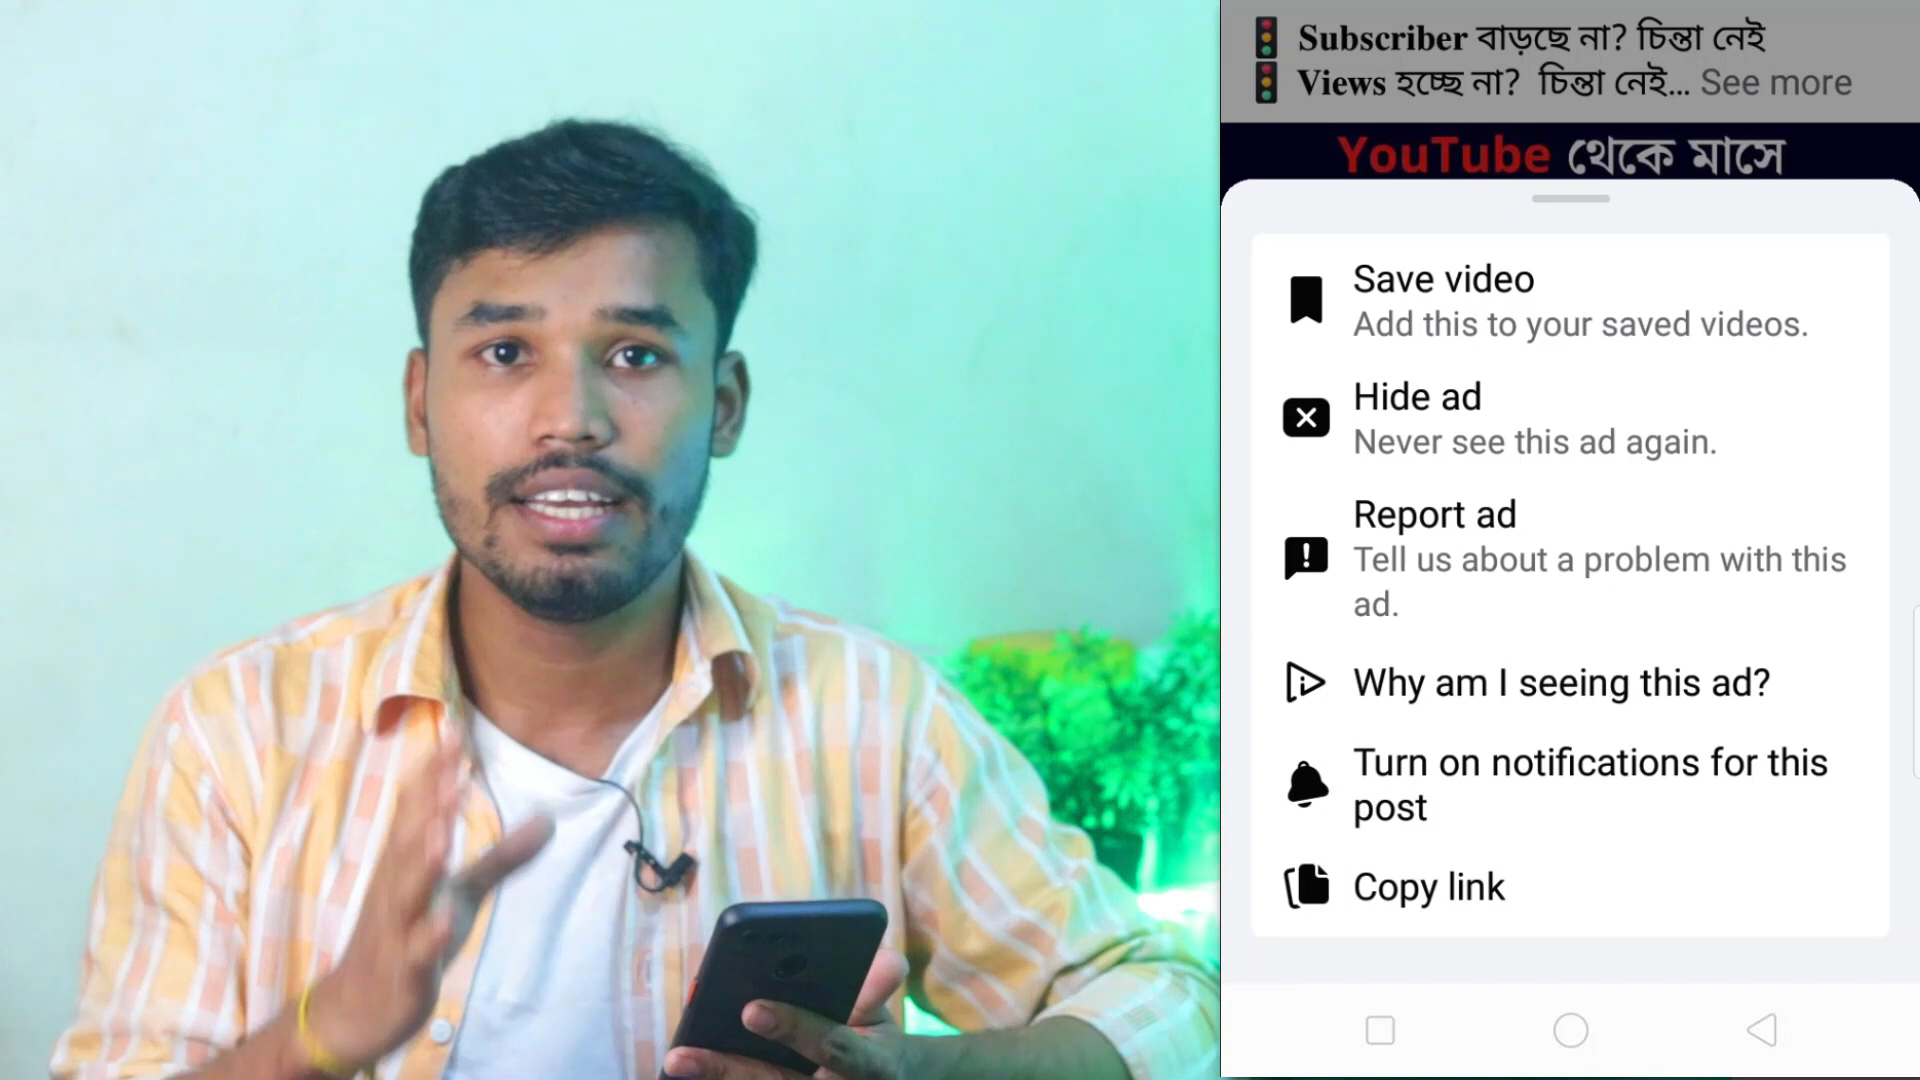 🚦 Subscriber বাড়ছে না? চিন্তা নেই
🚦 Views হচ্ছে না? চিন্তা নেই... See more
YouTube থেকে মাসে
Save video
Add this to your saved videos.
Hide ad
Never see this ad again.
Report ad
Tell us about a problem with this
ad.
Why am I seeing this ad?
Turn on notifications for this
post
Copy link